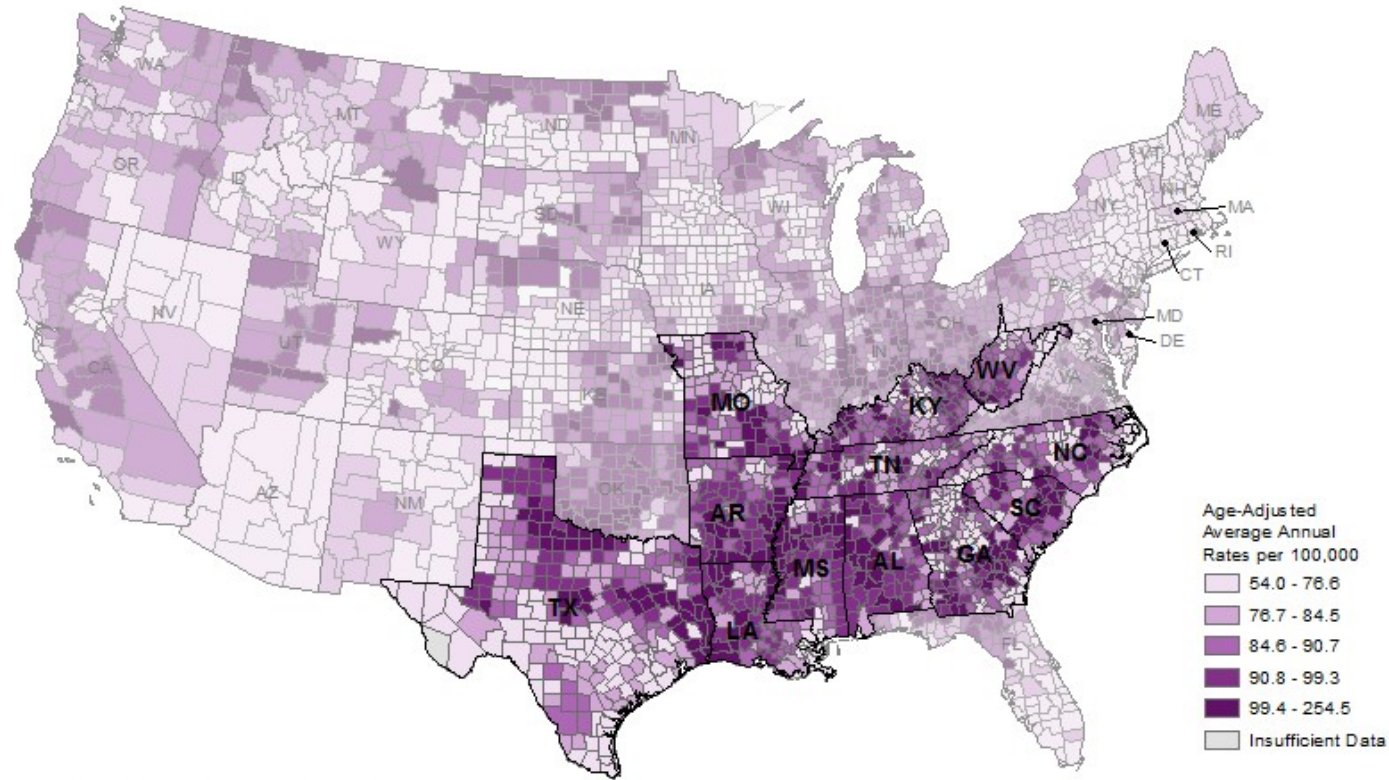 WA
MT
ND
MN
ME
OR
ID
SD
WI
VT
NH
NY
MA
WY
MI
RI
CT
NE
IA
PA
NV
UT
CO
IL
IN
OH
MD
DE
CA
KS
MO
KY
WV
VA
AZ
NM
OK
AR
TN
NC
SC
TX
LA
MS
AL
GA
FL
Age-Adjusted
Average Annual
Rates per 100,000
54.0 - 76.6
76.7 - 84.5
84.6 - 90.7
90.8 - 99.3
99.4 - 254.5
Insufficient Data